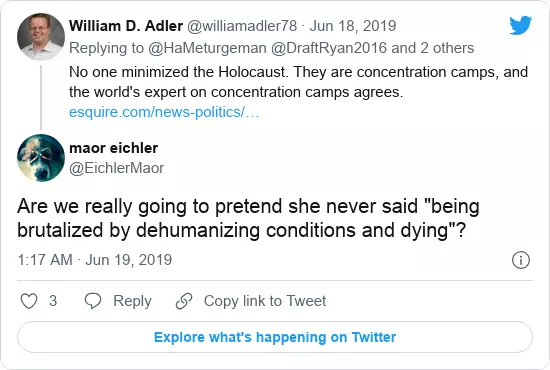 William D. Adler @williamadler78 · Jun 18, 2019
Replying to @HaMeturgeman @DraftRyan2016 and 2 others
No one minimized the Holocaust. They are concentration camps, and
the world's expert on concentration camps agrees.
esquire.com/news-politics/…
maor eichler
@EichlerMaor
Are we really going to pretend she never said "being
brutalized by dehumanizing conditions and dying"?
1:17 AM · Jun 19, 2019
3 Reply Copy link to Tweet
Explore what's happening on Twitter